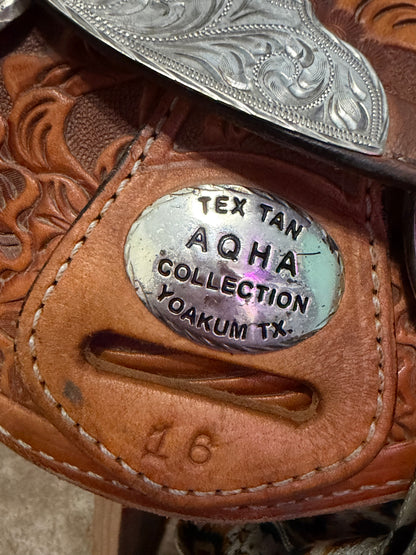 TEX TAN
AQHA
COLLECTION
YOAKUM TX.
16